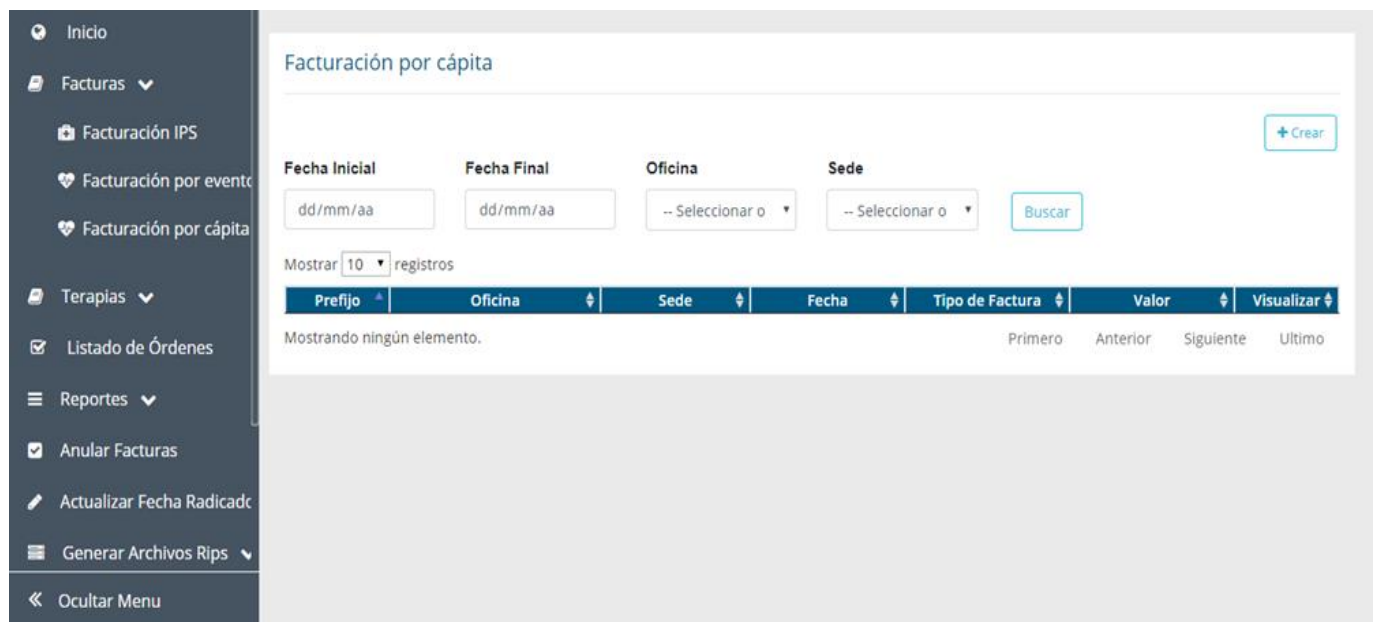 Inicio
Facturas
Facturación IPS
Facturación por evento
Facturación por cápita
Terapias
Listado de Órdenes
Reportes
Anular Facturas
Actualizar Fecha Radicado
Generar Archivos Rips
Ocultar Menu
Facturación por cápita
+ Crear
Fecha Inicial Fecha Final Oficina Sede
dd/mm/aa dd/mm/aa -- Seleccionar o -- Seleccionar o Buscar
Mostrar 10 registros
Prefijo Oficina Sede Fecha Tipo de Factura Valor Visualizar
Mostrando ningún elemento. Primero Anterior Siguiente Ultimo